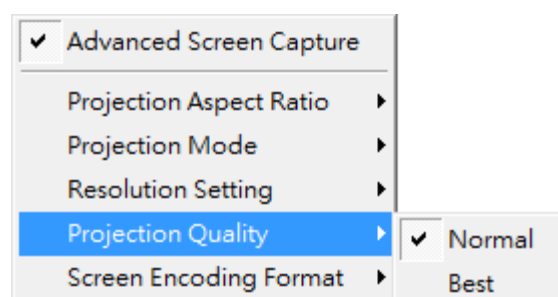 Advanced Screen Capture
Projection Aspect Ratio
Projection Mode
Resolution Setting
Projection Quality
Normal
Screen Encoding Format
Best